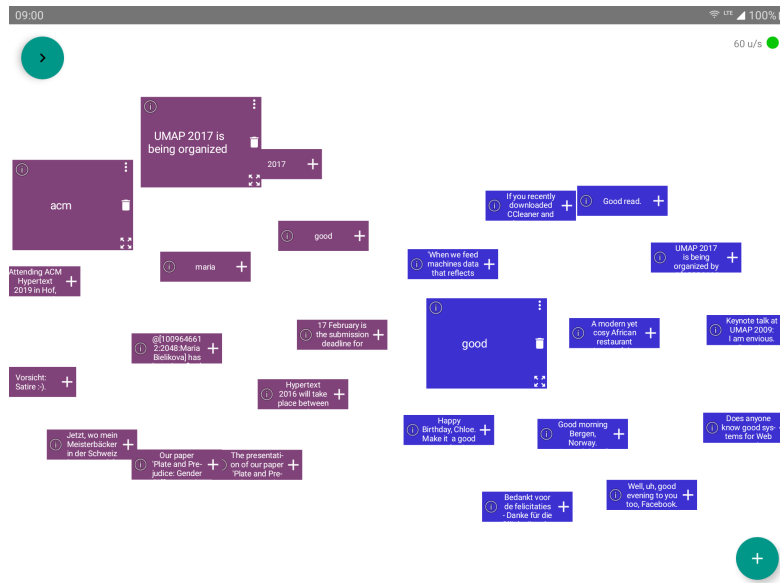 09:00
LTE
100%
60 u/s
UMAP 2017 is
being organized
2017
acm
good
maria
Attending ACM
Hypertext
2019 in Hof,
@[100964661
2:2048:Maria
Bielikova] has
17 February is
the submission
deadline for
Vorsicht:
Satire :-).
Hypertext
2016 will take
place between
Jetzt, wo mein
Meisterbäcker
in der Schweiz
Our paper
'Plate and Pre-
judice: Gender
The presentati-
on of our paper
'Plate and Pre-
If you recently
downloaded
CCleaner and
Good read.
'When we feed
machines data
that reflects
UMAP 2017
is being
organized by
good
A modern yet
cosy African
restaurant
Keynote talk at
UMAP 2009:
I am envious.
Happy
Birthday, Chloe.
Make it a good
Good morning
Bergen,
Norway.
Does anyone
know good sys-
tems for Web
Bedankt voor
de felicitaties
- Danke für die
Well, uh, good
evening to you
too, Facebook.